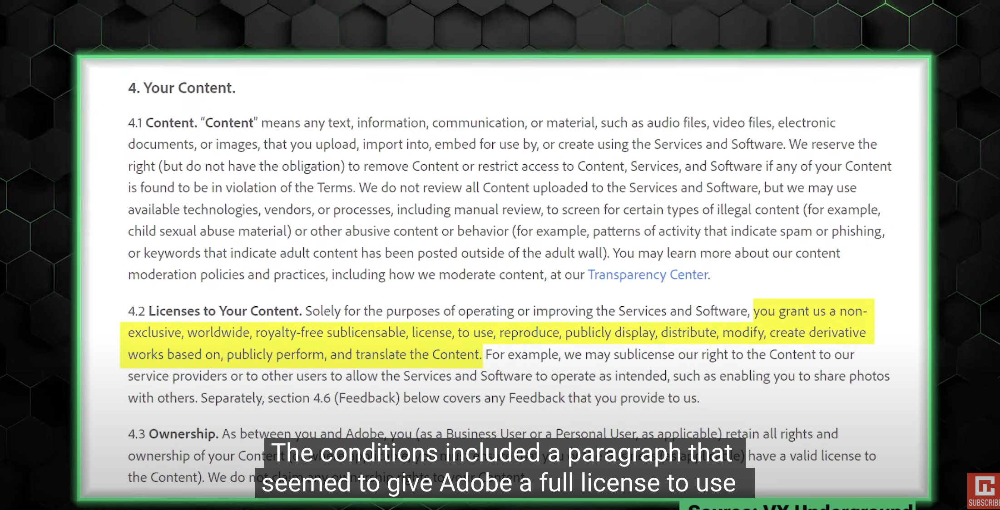 4. Your Content.
4.1 Content. “Content” means any text, information, communication, or material, such as audio files, video files, electronic
documents, or images, that you upload, import into, embed for use by, or create using the Services and Software. We reserve the
right (but do not have the obligation) to remove Content or restrict access to Content, Services, and Software if any of your Content
is found to be in violation of the Terms. We do not review all Content uploaded to the Services and Software, but we may use
available technologies, vendors, or processes, including manual review, to screen for certain types of illegal content (for example,
child sexual abuse material) or other abusive content or behavior (for example, patterns of activity that indicate spam or phishing,
or keywords that indicate adult content has been posted outside of the adult wall). You may learn more about our content
moderation policies and practices, including how we moderate content, at our Transparency Center.
4.2 Licenses to Your Content. Solely for the purposes of operating or improving the Services and Software, you grant us a non-
exclusive, worldwide, royalty-free sublicensable, license, to use, reproduce, publicly display, distribute, modify, create derivative
works based on, publicly perform, and translate the Content. For example, we may sublicense our right to the Content to our
service providers or to other users to allow the Services and Software to operate as intended, such as enabling you to share photos
with others. Separately, section 4.6 (Feedback) below covers any Feedback that you provide to us.
4.3 Ownership. As between you and Adobe, you (as a Business User or a Personal User, as applicable) retain all rights and
ownership of your Content have a valid license to
the Content). We do not claim any ownership rights to your Content.
The conditions included a paragraph that
seemed to give Adobe a full license to use
Source: VX Underground
SUBSCRIBE